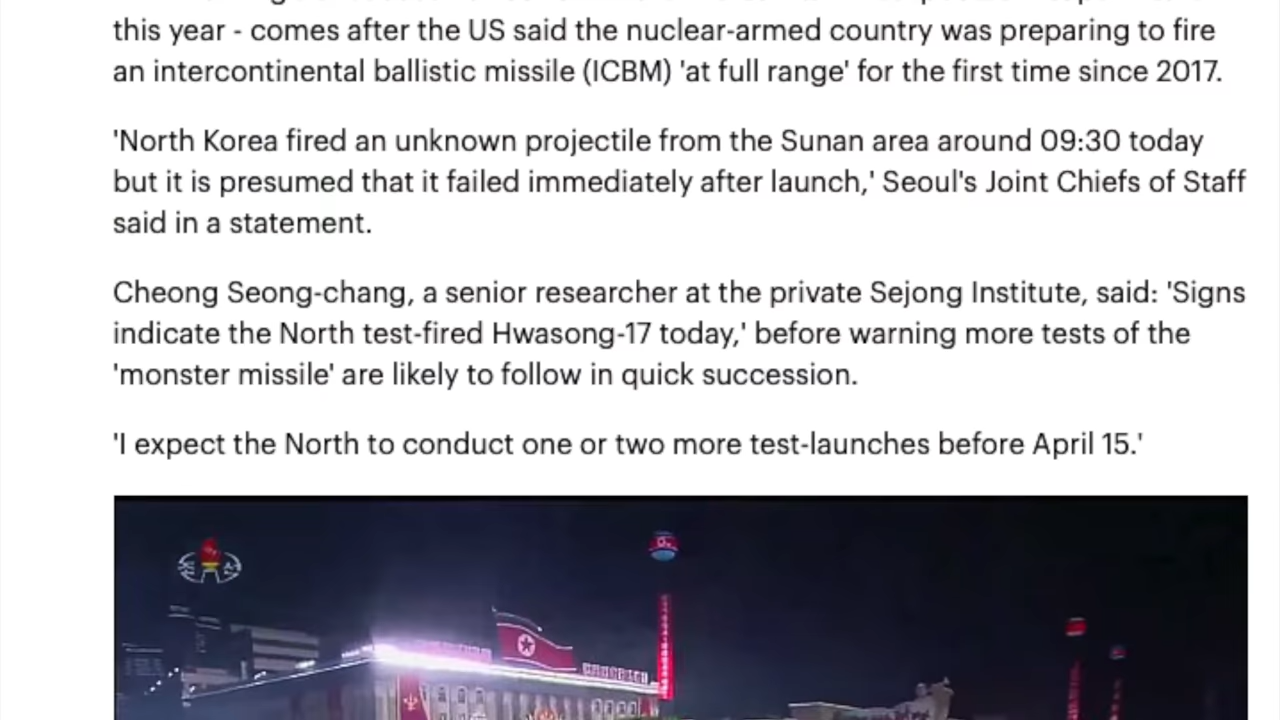 this year - comes after the US said the nuclear-armed country was preparing to fire
an intercontinental ballistic missile (ICBM) 'at full range' for the first time since 2017.
'North Korea fired an unknown projectile from the Sunan area around 09:30 today
but it is presumed that it failed immediately after launch,' Seoul's Joint Chiefs of Staff
said in a statement.
Cheong Seong-chang, a senior researcher at the private Sejong Institute, said: 'Signs
indicate the North test-fired Hwasong-17 today,' before warning more tests of the
'monster missile' are likely to follow in quick succession.
'I expect the North to conduct one or two more test-launches before April 15.'